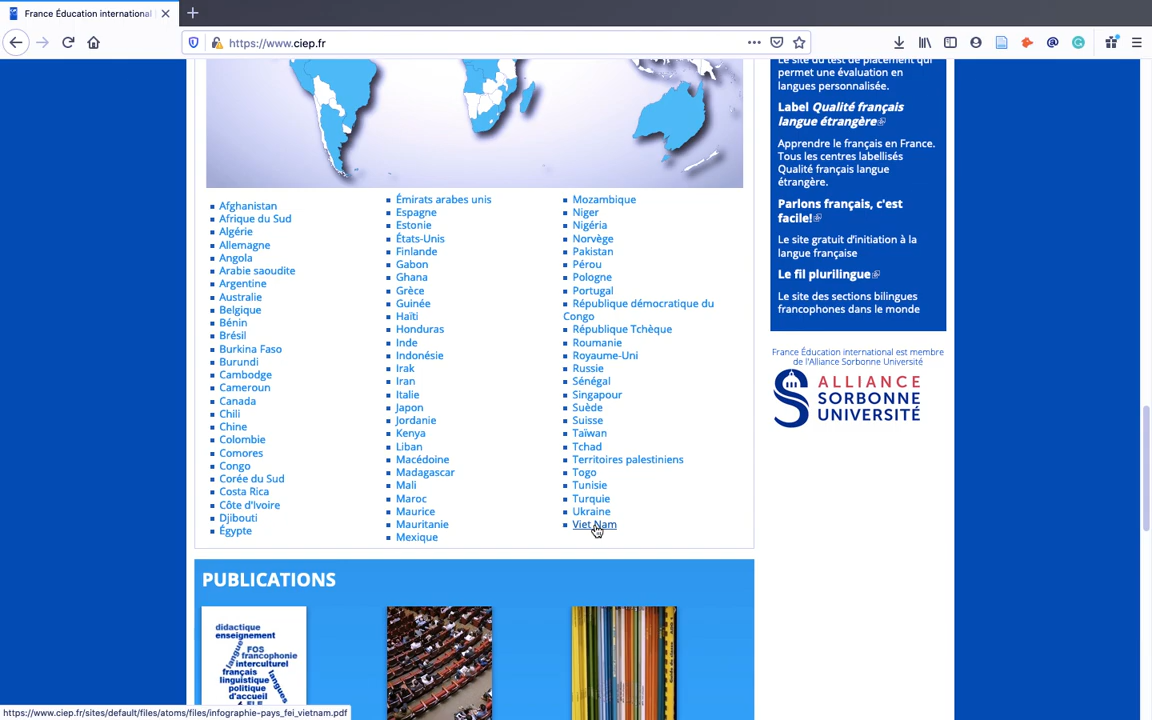 France Éducation international
https://www.ciep.fr
Le site du test de placement qui
permet une évaluation en
langues personnalisée.
Label Qualité français
langue étrangère
Apprendre le français en France.
Tous les centres labellisés
Qualité français langue
étrangère.
Parlons français, c'est
facile!
Le site gratuit d'initiation à la
langue française
Le fil plurilingue
Le site des sections bilingues
francophones dans le monde
France Éducation international est membre
de l'Alliance Sorbonne Université
ALLIANCE
SORBONNE
UNIVERSITÉ
Afghanistan
Afrique du Sud
Algérie
Allemagne
Angola
Arabie saoudite
Argentine
Australie
Belgique
Bénin
Brésil
Burkina Faso
Burundi
Cambodge
Cameroun
Canada
Chili
Chine
Colombie
Comores
Congo
Corée du Sud
Costa Rica
Côte d'Ivoire
Djibouti
Égypte
Émirats arabes unis
Espagne
Estonie
États-Unis
Finlande
Gabon
Ghana
Grèce
Guinée
Haïti
Honduras
Inde
Indonésie
Irak
Iran
Italie
Japon
Jordanie
Kenya
Liban
Macédoine
Madagascar
Mali
Maroc
Maurice
Mauritanie
Mexique
Mozambique
Niger
Nigéria
Norvège
Pakistan
Pérou
Pologne
Portugal
République démocratique du
Congo
République Tchèque
Roumanie
Royaume-Uni
Russie
Sénégal
Singapour
Suède
Suisse
Taïwan
Tchad
Territoires palestiniens
Togo
Tunisie
Turquie
Ukraine
Viet Nam
PUBLICATIONS
didactique
enseignement
langue
FOS
francophonie
interculturel
français
linguistique
politique
d'accueil
langues
https://www.ciep.fr/sites/default/files/atoms/files/infographie-pays_fei_vietnam.pdf